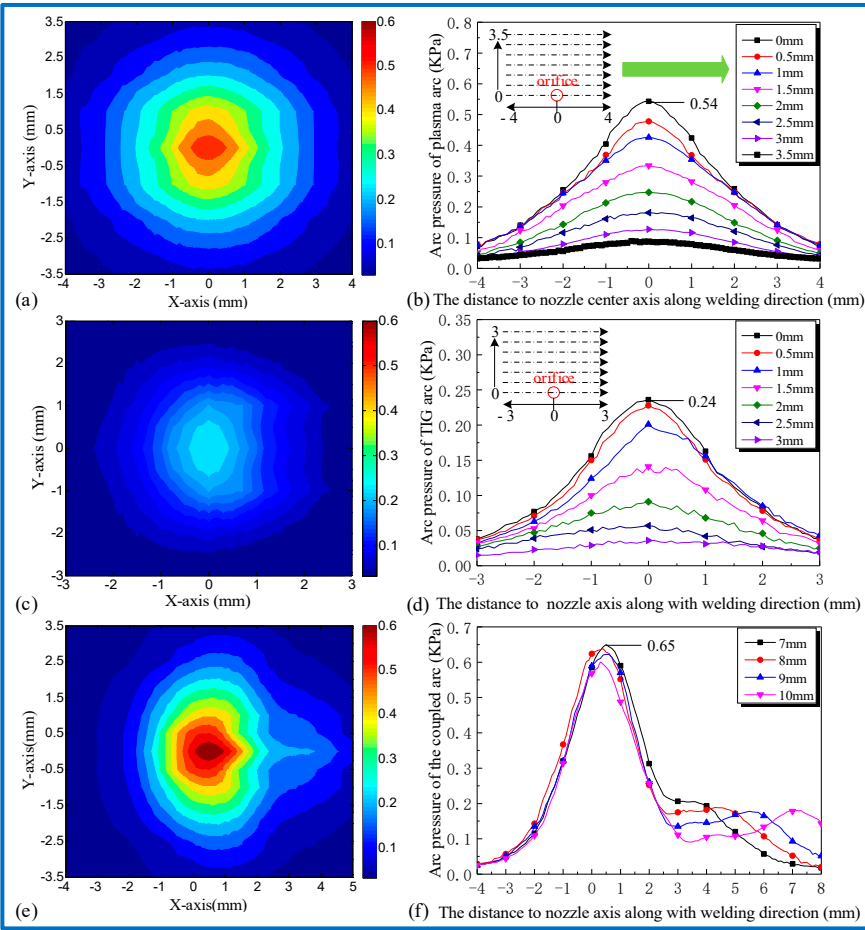 3.5
2.5
1.5
0.5
-0.5
-1.5
-2.5
-3.5
Y-axis (mm)
-4 -3 -2 -1 0 1 2 3 4
X-axis (mm)
0.6
0.5
0.4
0.3
0.2
0.1
(a)
Arc pressure of plasma arc (KPa)
0.8
0.7
0.6
0.5
0.4
0.3
0.2
0.1
0.0
3.5
0
orifice
-4 0 4
0.54
0mm
0.5mm
1mm
1.5mm
2mm
2.5mm
3mm
3.5mm
-4 -3 -2 -1 0 1 2 3 4
(b) The distance to nozzle center axis along welding direction (mm)
3
2
1
0
-1
-2
-3
Y-axis (mm)
-3 -2 -1 0 1 2 3
X-axis (mm)
0.6
0.5
0.4
0.3
0.2
0.1
(c)
Arc pressure of TIG arc (KPa)
0.35
0.30
0.25
0.20
0.15
0.10
0.05
0.00
3
0
orifice
-3 0 3
0.24
0mm
0.5mm
1mm
1.5mm
2mm
2.5mm
3mm
-3 -2 -1 0 1 2 3
(d) The distance to nozzle axis along with welding direction (mm)
3.5
2.5
1.5
0.5
-0.5
-1.5
-2.5
-3.5
Y-axis(mm)
-4 -3 -2 -1 0 1 2 3 4 5
X-axis(mm)
0.6
0.5
0.4
0.3
0.2
0.1
(e)
Arc pressure of the coupled arc (KPa)
0.7
0.6
0.5
0.4
0.3
0.2
0.1
0.0
0.65
7mm
8mm
9mm
10mm
-4 -3 -2 -1 0 1 2 3 4 5 6 7 8
(f) The distance to nozzle axis along with welding direction (mm)